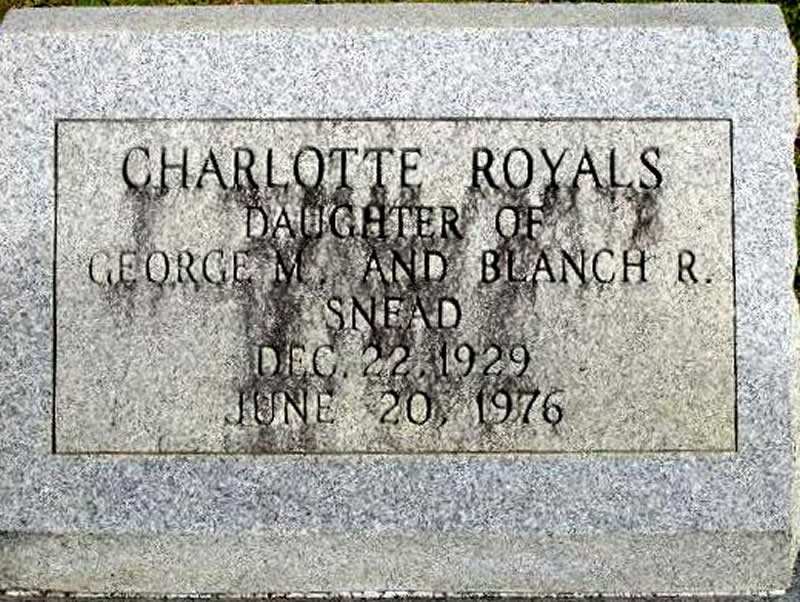 CHARLOTTE ROYALS
DAUGHTER OF
GEORGE M. AND BLANCH R.
SNEAD
DEC. 22, 1929
JUNE 20, 1976